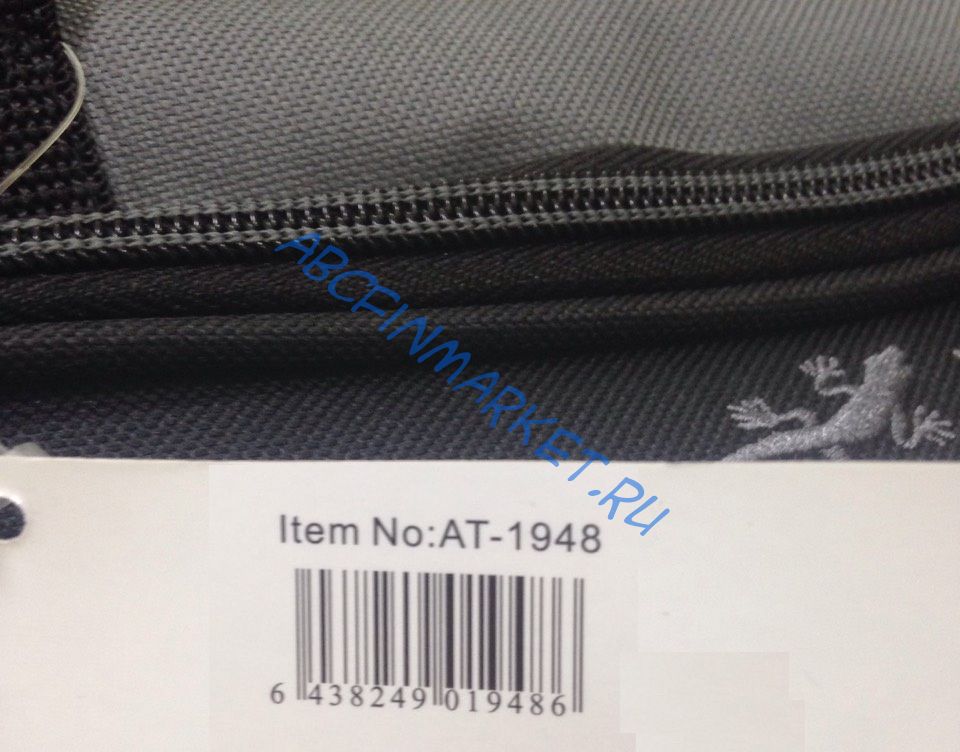 ABCFINMARKET.RU
Item No:AT-1948
6 438249 019486